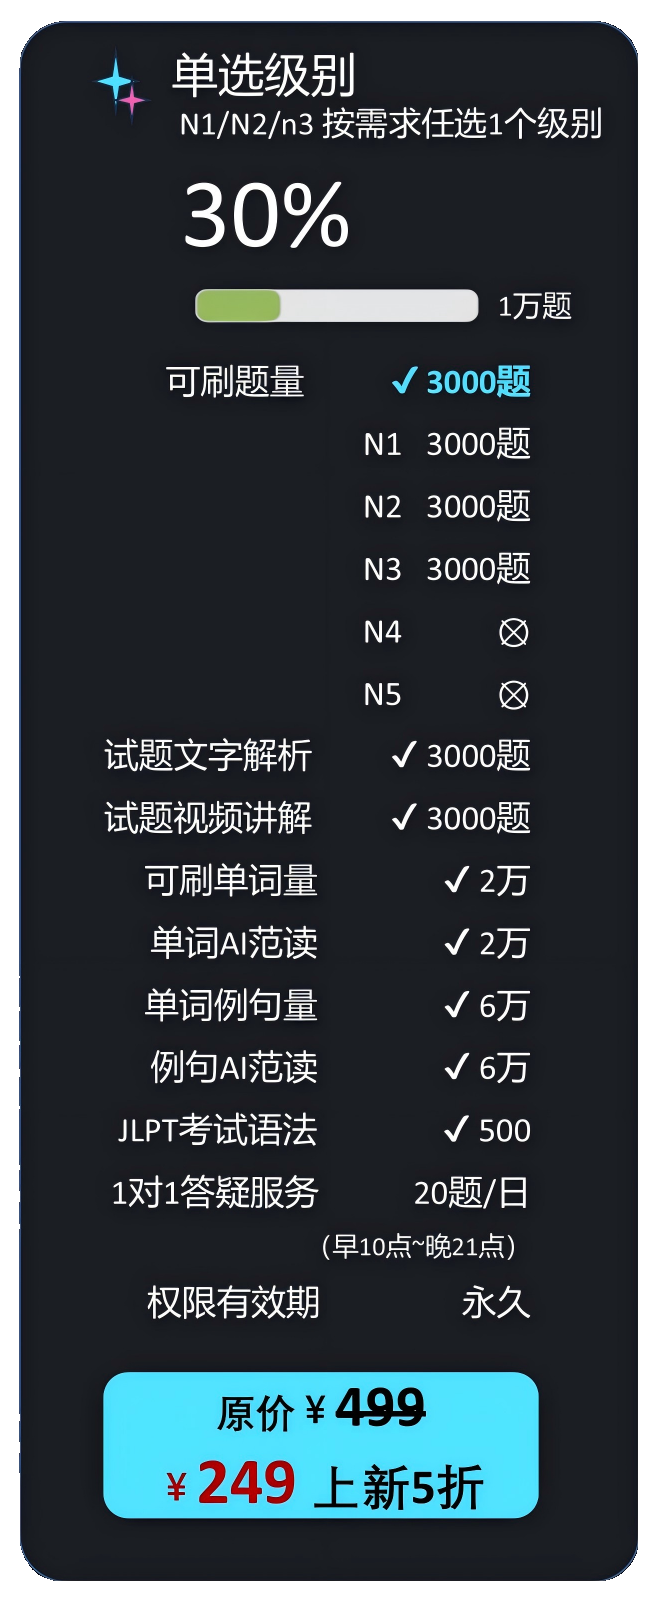 单选级别
N1/N2/n3 按需求任选1个级别
30%
1万题
可刷题量 ✓ 3000题
N1 3000题
N2 3000题
N3 3000题
N4 ⊗
N5 ⊗
试题文字解析 ✓ 3000题
试题视频讲解 ✓ 3000题
可刷单词量 ✓ 2万
单词AI范读 ✓ 2万
单词例句量 ✓ 6万
例句AI范读 ✓ 6万
JLPT考试语法 ✓ 500
1对1答疑服务 20题/日
(早10点~晚21点)
权限有效期 永久
原价 ¥ 499
¥ 249 上新5折